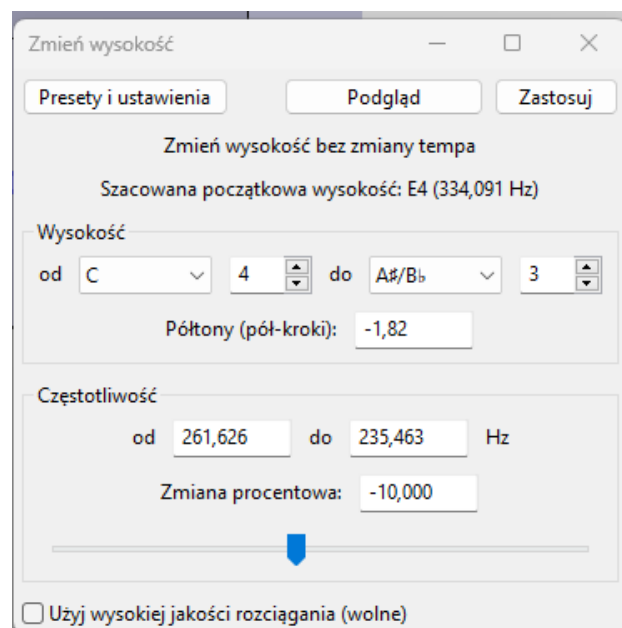 Zmień wysokość
Presety i ustawienia Podgląd Zastosuj
Zmień wysokość bez zmiany tempa
Szacowana początkowa wysokość: E4 (334,091 Hz)
Wysokość
od C 4 do A♯/B♭ 3
Półtony (pół-kroki): -1,82
Częstotliwość
od 261,626 do 235,463 Hz
Zmiana procentowa: -10,000
Użyj wysokiej jakości rozciągania (wolne)